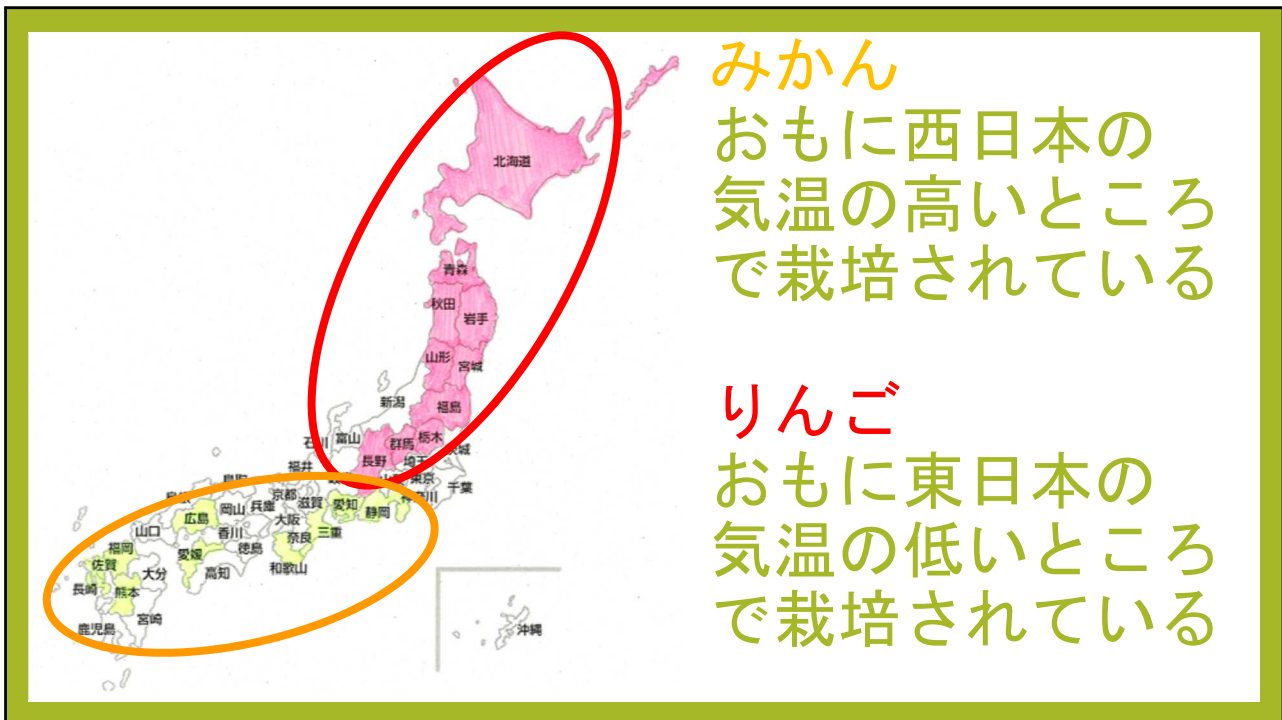 みかん
おもに西日本の
気温の高いところ
で栽培されている
りんご
おもに東日本の
気温の低いところ
で栽培されている
北海道
青森
秋田
岩手
山形
宮城
新潟
福島
富山
群馬
栃木
長野
福井
東京
千葉
京都
滋賀
愛知
静岡
兵庫
岡山
広島
大阪
奈良
三重
山口
香川
徳島
和歌山
福岡
愛媛
高知
佐賀
大分
長崎
熊本
宮崎
鹿児島
沖縄